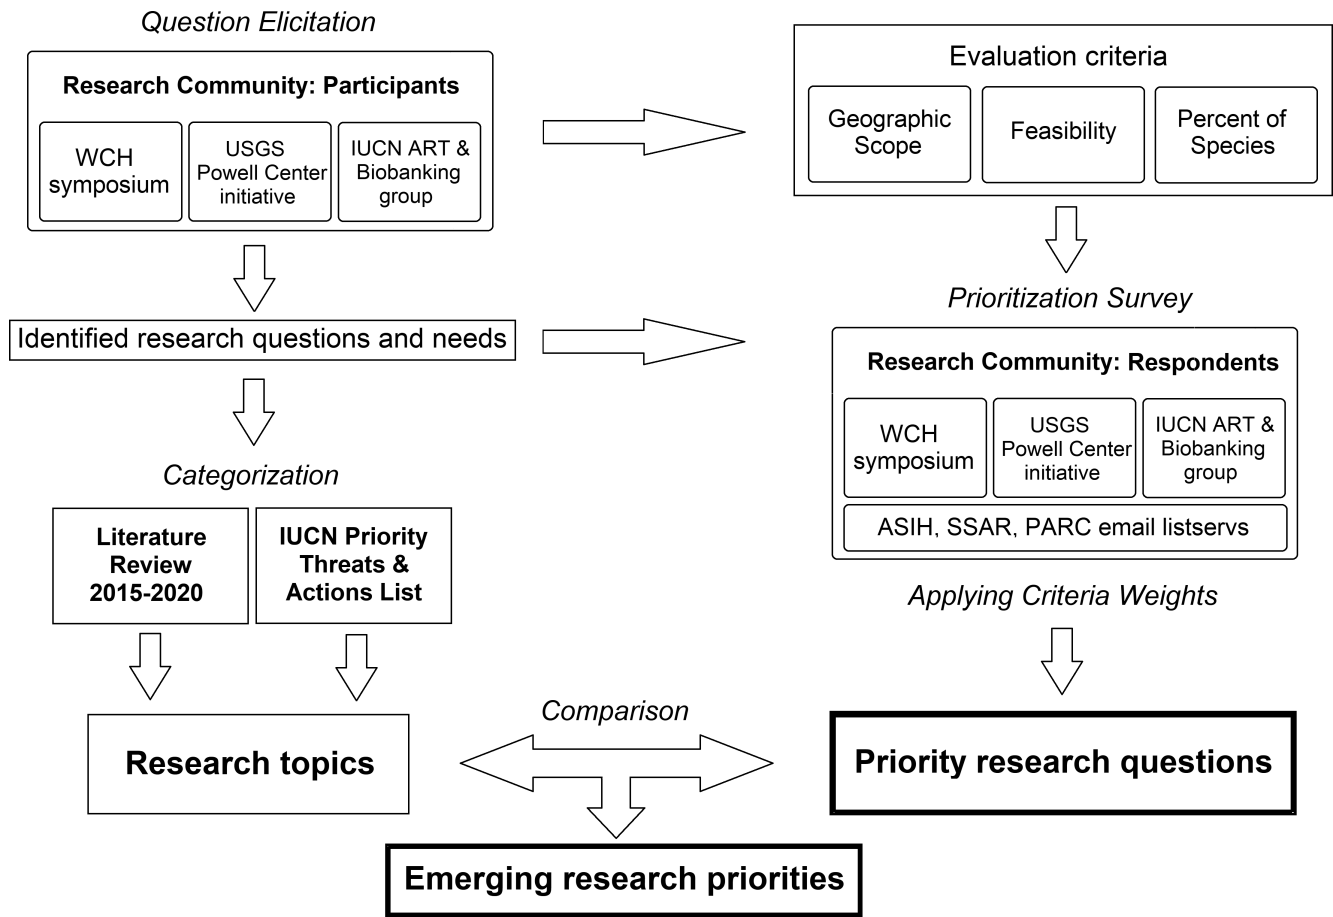 Question Elicitation
Research Community: Participants
WCH
symposium
USGS
Powell Center
initiative
IUCN ART &
Biobanking
group
Evaluation criteria
Geographic
Scope
Feasibility
Percent of
Species
Identified research questions and needs
Prioritization Survey
Research Community: Respondents
WCH
symposium
USGS
Powell Center
initiative
IUCN ART &
Biobanking
group
ASIH, SSAR, PARC email listservs
Categorization
Literature
Review
2015-2020
IUCN Priority
Threats &
Actions List
Applying Criteria Weights
Research topics
Comparison
Priority research questions
Emerging research priorities